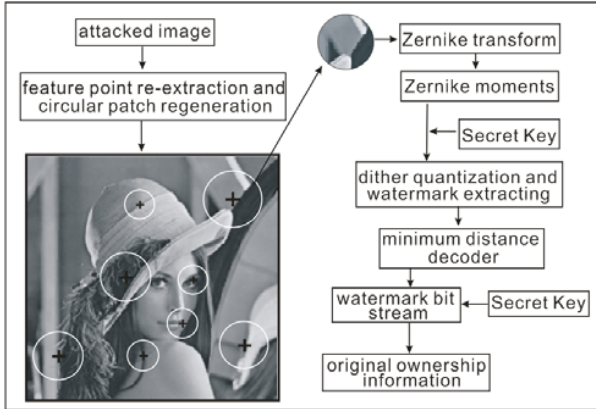 attacked image
feature point re-extraction and
circular patch regeneration
Zernike transform
Zernike moments
Secret Key
dither quantization and
watermark extracting
minimum distance
decoder
watermark bit
stream
Secret Key
original ownership
information